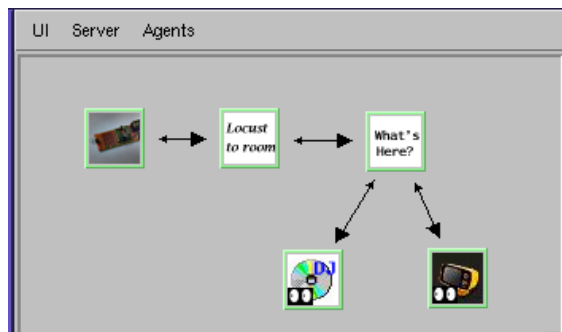 UI Server Agents
Locust
to room
What's
Here?
DJ